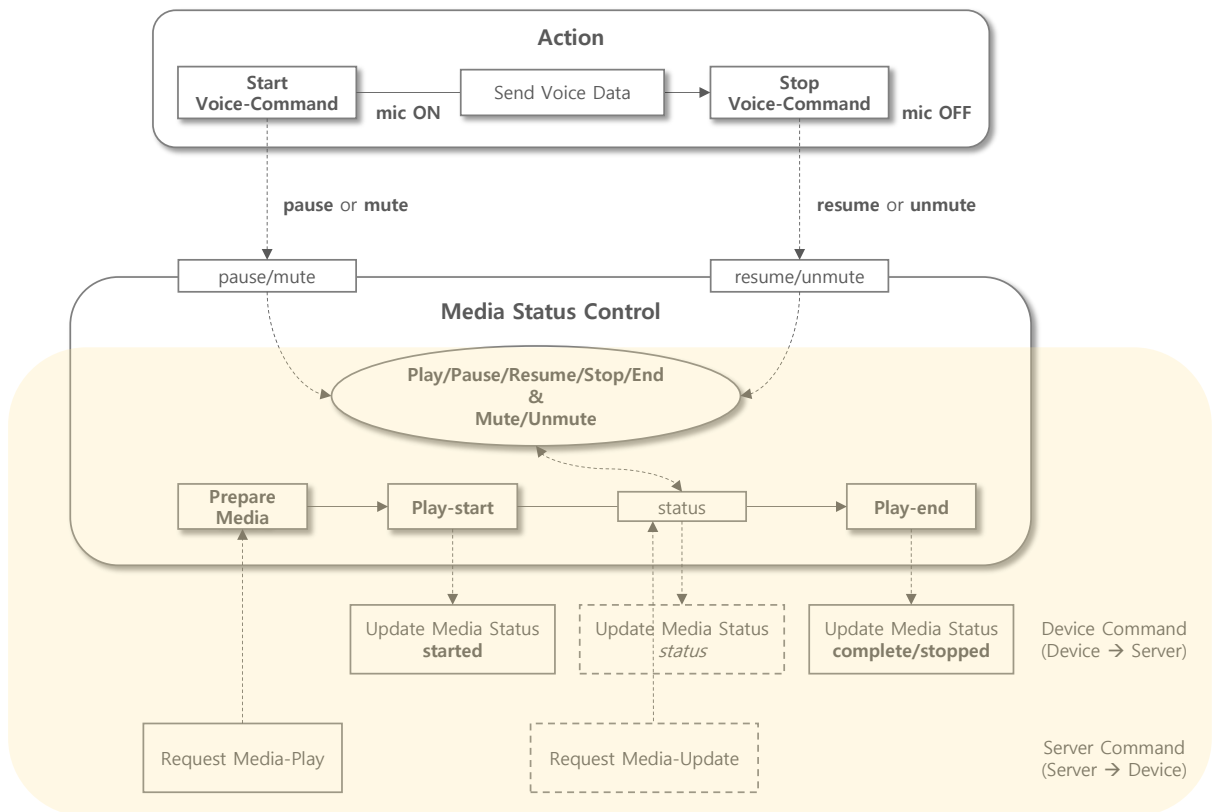 Action
Start
Voice-Command
mic ON
Send Voice Data
Stop
Voice-Command
mic OFF
pause or mute
resume or unmute
pause/mute
resume/unmute
Media Status Control
Play/Pause/Resume/Stop/End
&
Mute/Unmute
Prepare
Media
Play-start
status
Play-end
Update Media Status
started
Update Media Status
status
Update Media Status
complete/stopped
Device Command
(Device → Server)
Request Media-Play
Request Media-Update
Server Command
(Server → Device)